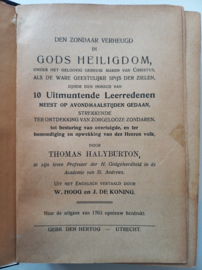 DEN ZONDAAR VERHEUGD
IN
GODS HEILIGDOM,
ONDER HET GELOOVIG GEBRUIK MAKEN VAN CHRISTUS,
ALS DE WARE GEESTELIJKE SPIJS DER ZIELEN,
ZIJNDE DEN INHOUD VAN
10 Uitmuntende Leerredenen
MEEST OP AVONDMAALSTIJDEN GEDAAN,
STREKKENDE
TER ONTDEKKING VAN ZORGELOOZE ZONDAREN,
tot bestiering van overtuigde, en ter
bemoediging en opwekking van des Heeren volk,
DOOR
THOMAS HALYBURTON,
in zijn leven Professor der H. Godgeleerdheid in de
Academie van St. Andrews.
UIT HET ENGELSCH VERTAALD DOOR
W. HOOG en J. DE KONING.
Naar de uitgave van 1763 opnieuw herdrukt
GEBR. DEN HERTOG — UTRECHT.